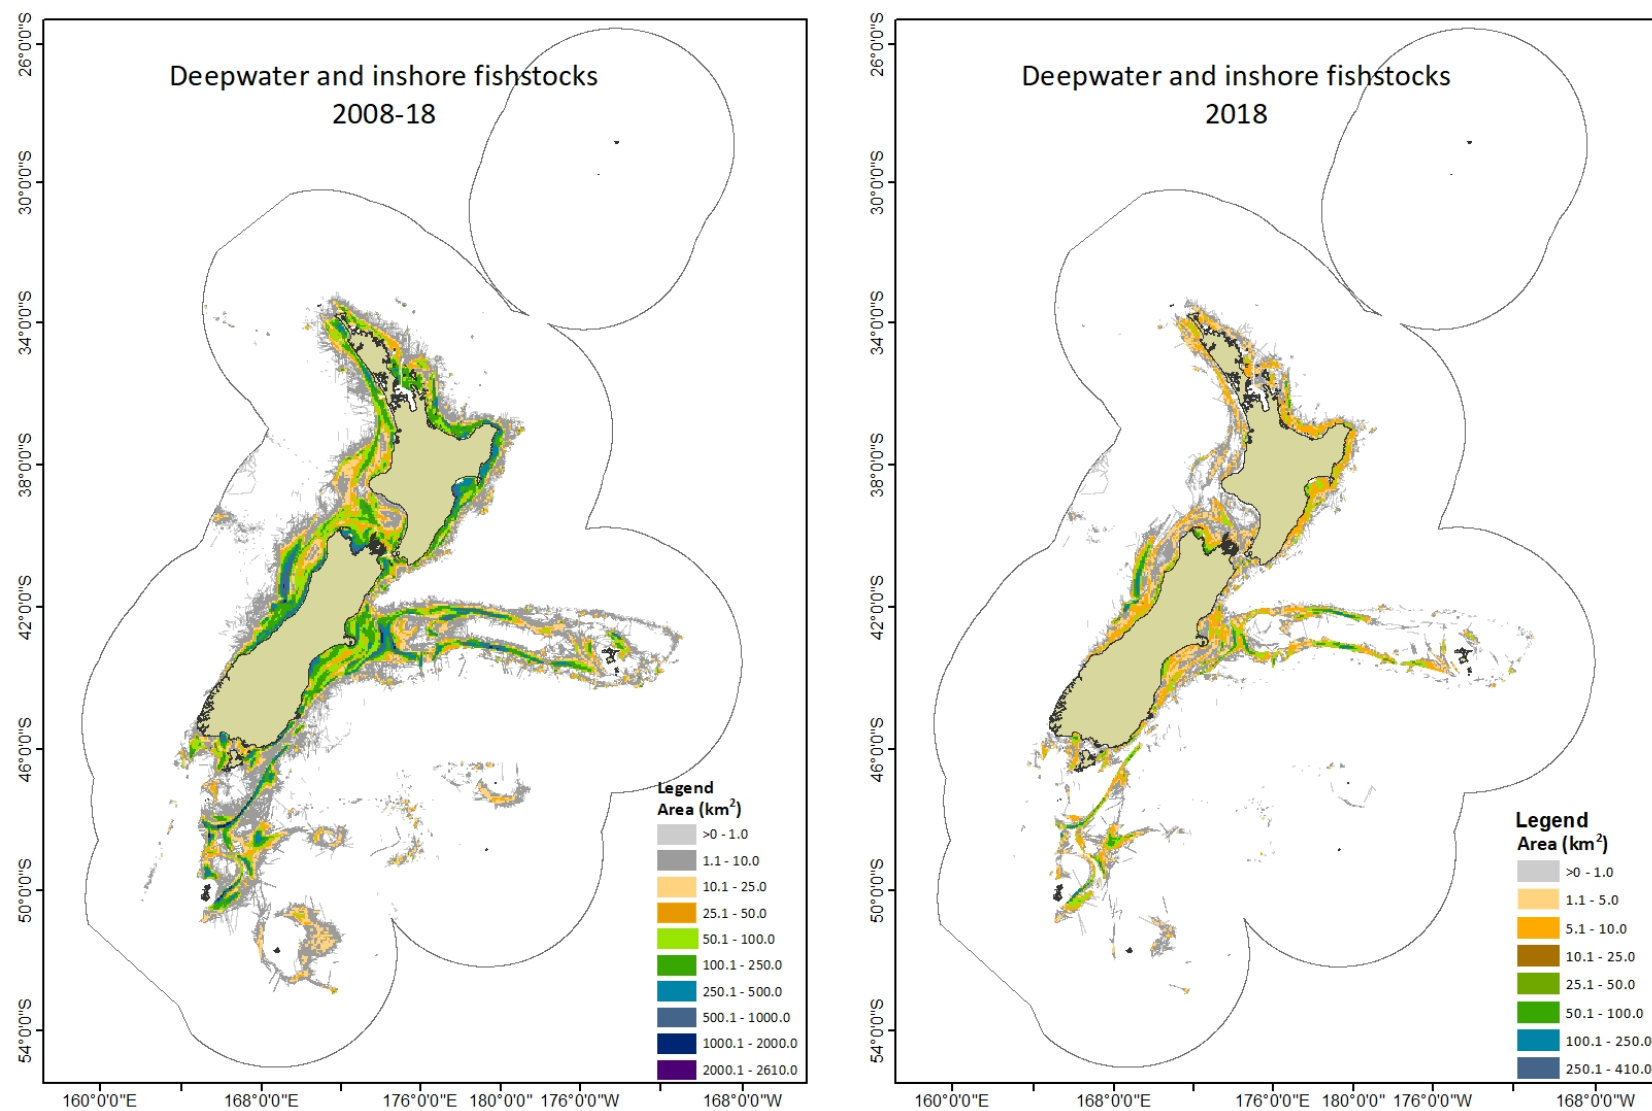 Deepwater and inshore fishstocks
2008-18
26°0'0"S
30°0'0"S
34°0'0"S
38°0'0"S
42°0'0"S
46°0'0"S
50°0'0"S
54°0'0"S
Legend
Area (km²)
>0 - 1.0
1.1 - 10.0
10.1 - 25.0
25.1 - 50.0
50.1 - 100.0
100.1 - 250.0
250.1 - 500.0
500.1 - 1000.0
1000.1 - 2000.0
2000.1 - 2610.0
160°0'0"E 168°0'0"E 176°0'0"E 180°0'0" 176°0'0"W 168°0'0"W
Deepwater and inshore fishstocks
2018
26°0'0"S
30°0'0"S
34°0'0"S
38°0'0"S
42°0'0"S
46°0'0"S
50°0'0"S
54°0'0"S
Legend
Area (km²)
>0 - 1.0
1.1 - 5.0
5.1 - 10.0
10.1 - 25.0
25.1 - 50.0
50.1 - 100.0
100.1 - 250.0
250.1 - 410.0
160°0'0"E 168°0'0"E 176°0'0"E 180°0'0" 176°0'0"W 168°0'0"W